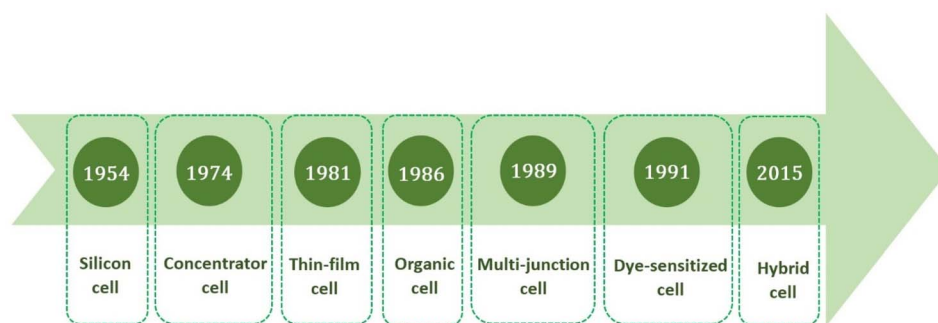 1954
Silicon
cell
1974
Concentrator
cell
1981
Thin-film
cell
1986
Organic
cell
1989
Multi-junction
cell
1991
Dye-sensitized
cell
2015
Hybrid
cell